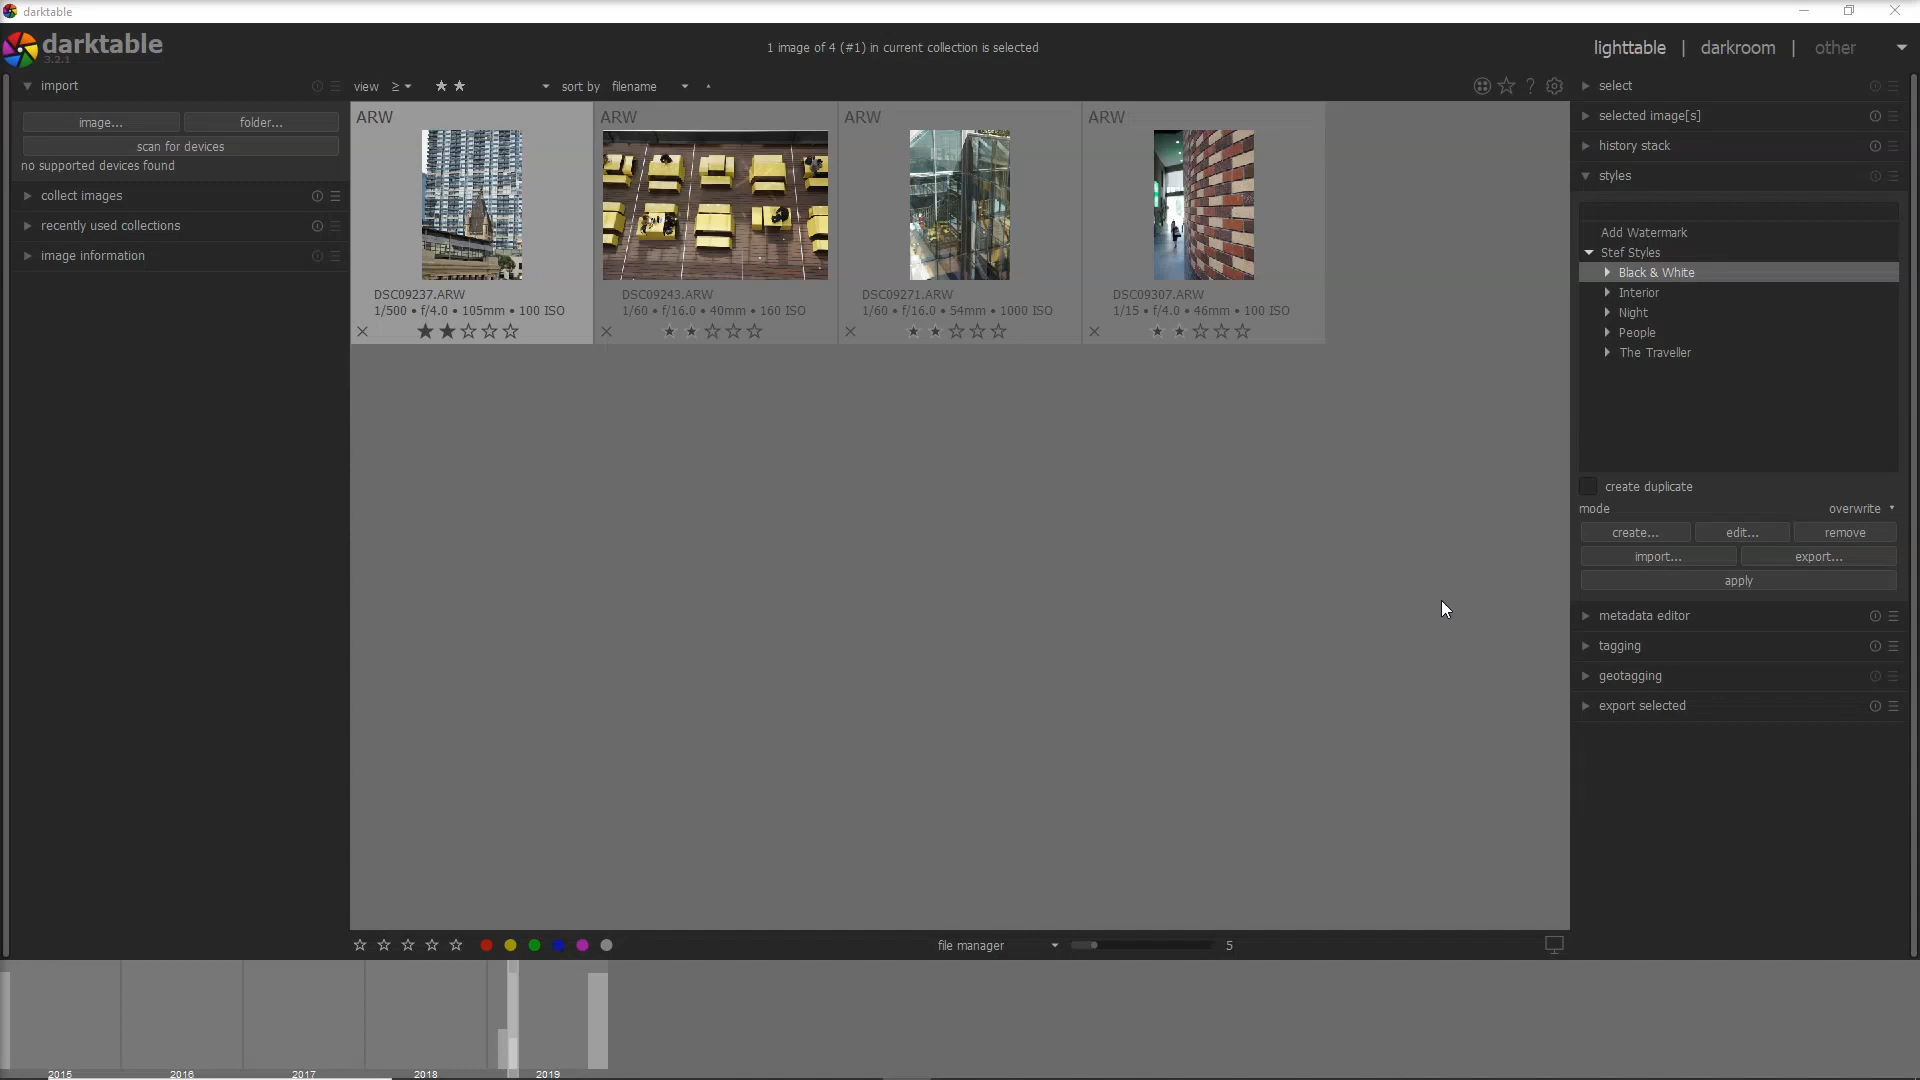 darktable
darktable
3.2.1
1 image of 4 (#1) in current collection is selected
lighttable | darkroom | other
import
view ≥ ★ ★ sort by filename
image... folder...
scan for devices
no supported devices found
collect images
recently used collections
image information
ARW ARW ARW ARW
DSC09237.ARW DSC09243.ARW DSC09271.ARW DSC09307.ARW
1/500 • f/4.0 • 105mm • 100 ISO 1/60 • f/16.0 • 40mm • 160 ISO 1/60 • f/16.0 • 54mm • 1000 ISO 1/15 • f/4.0 • 46mm • 100 ISO
select
selected image[s]
history stack
styles
Add Watermark
Stef Styles
Black & White
Interior
Night
People
The Traveller
create duplicate
mode overwrite
create... edit... remove
import... export...
apply
metadata editor
tagging
geotagging
export selected
file manager 5
2015 2016 2017 2018 2019